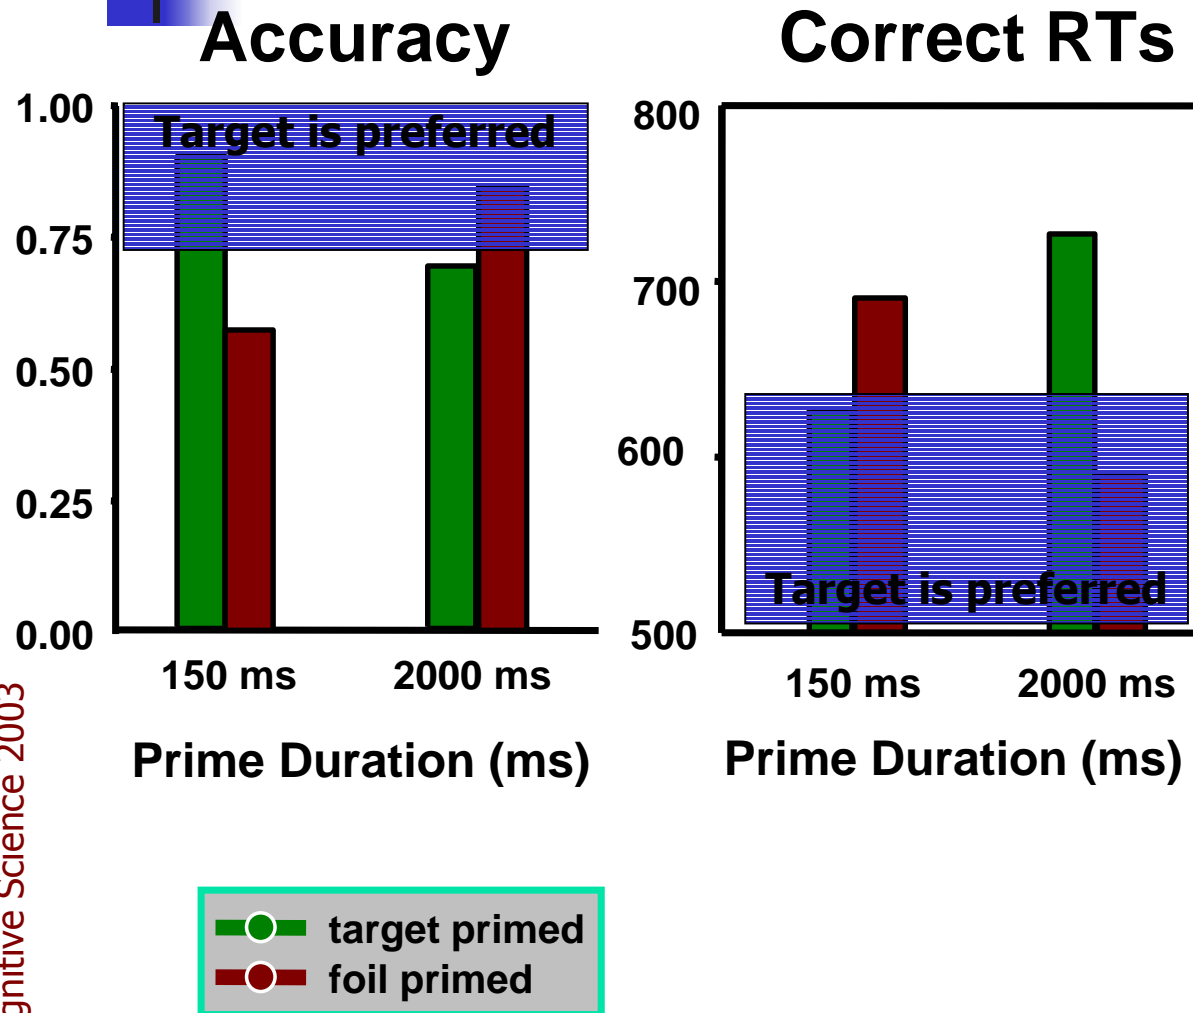 Accuracy
1.00
Target is preferred
0.75
0.50
0.25
0.00
150 ms 2000 ms
Prime Duration (ms)
Correct RTs
800
700
600
Target is preferred
500
150 ms 2000 ms
Prime Duration (ms)
target primed
foil primed
Science 2003